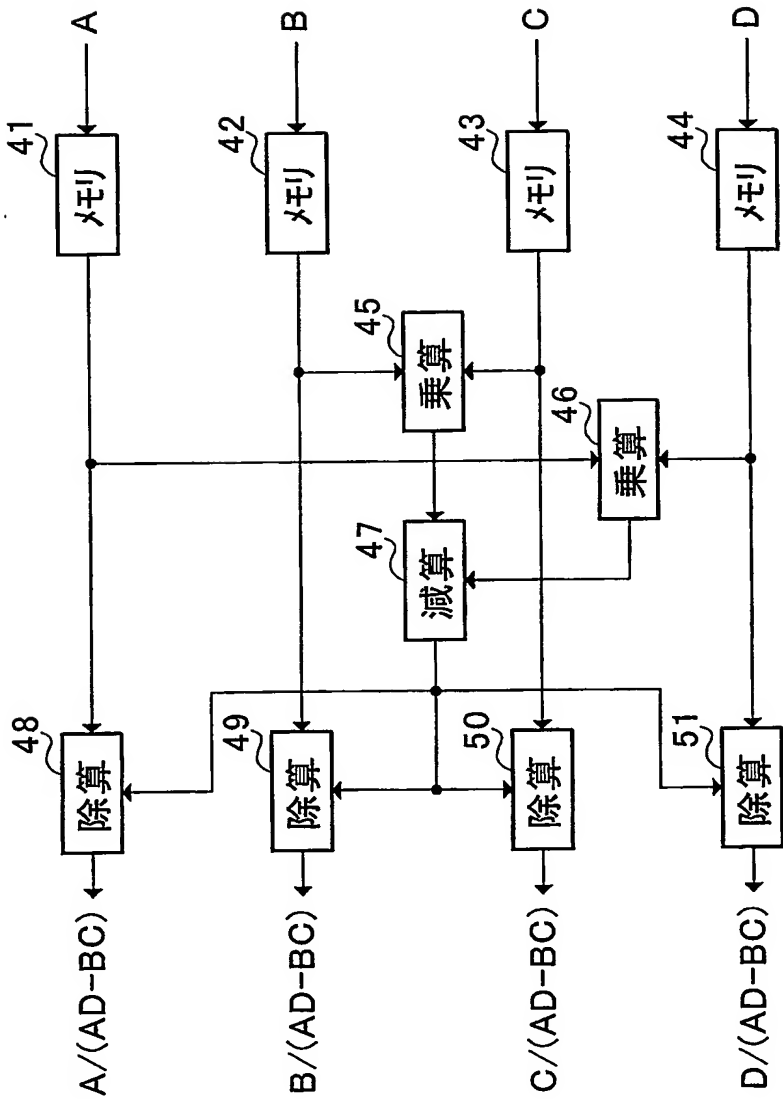 A
B
C
D
41
メモリ
42
メモリ
43
メモリ
44
メモリ
45
乗算
46
乗算
47
減算
48
除算
49
除算
50
除算
51
除算
A/(AD-BC)
B/(AD-BC)
C/(AD-BC)
D/(AD-BC)